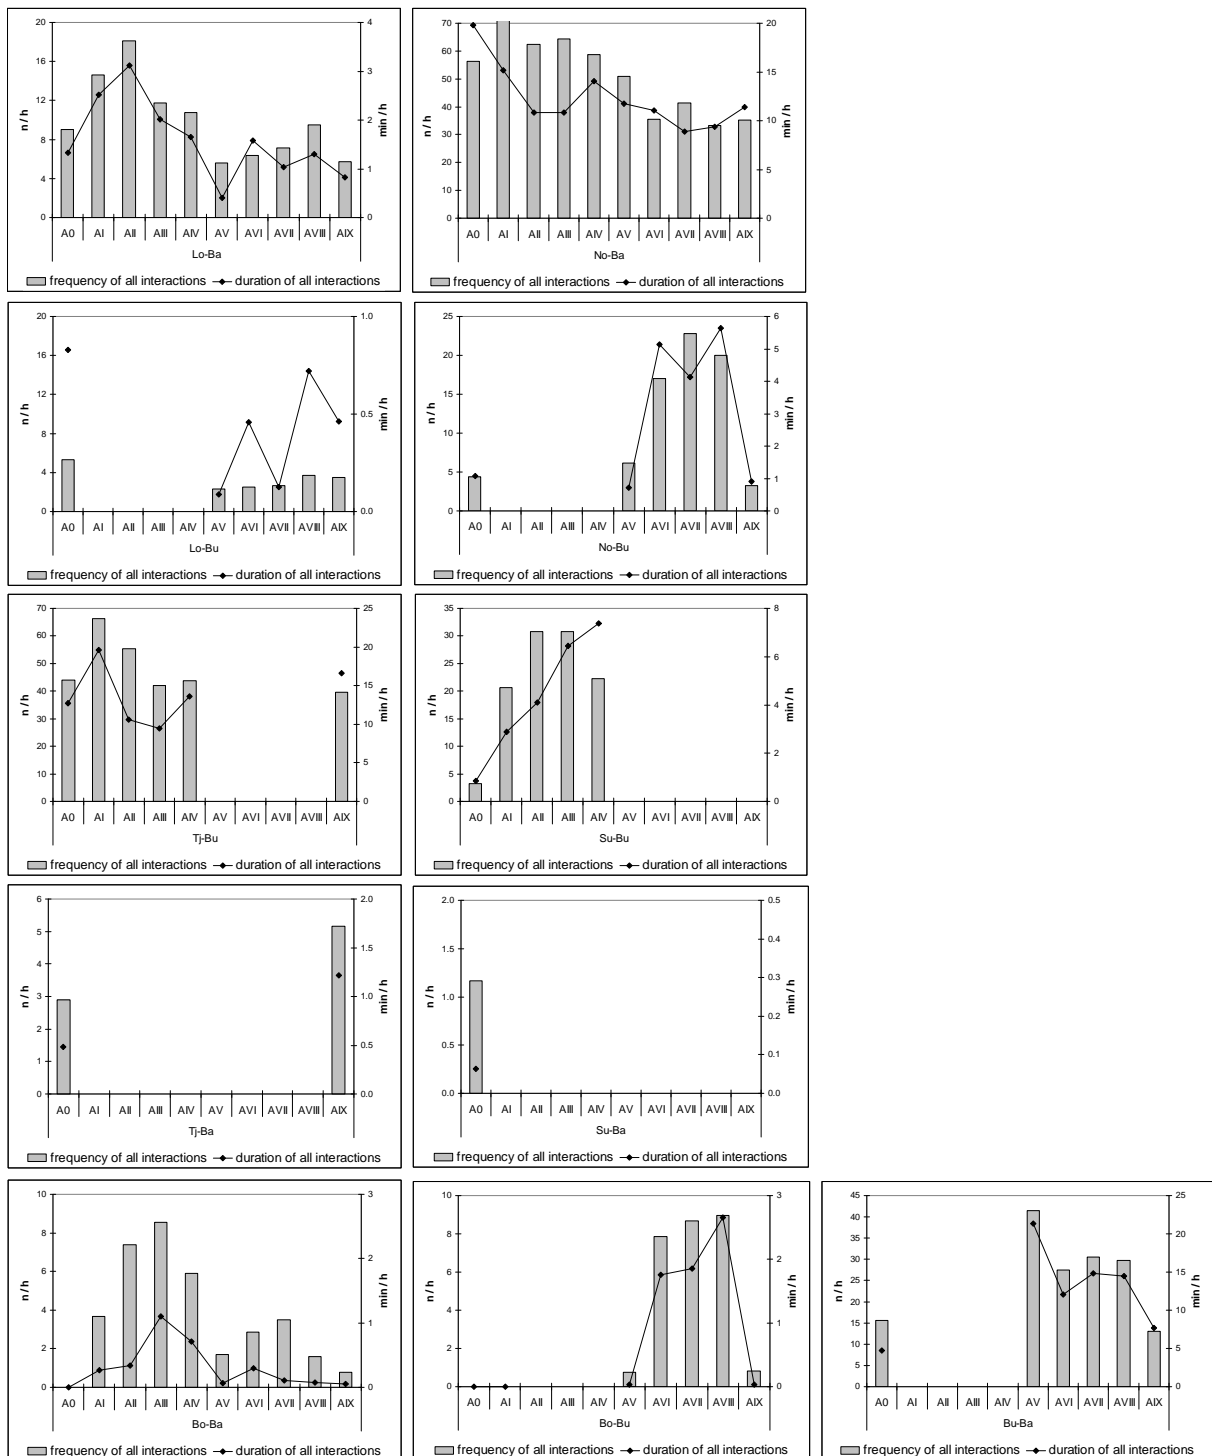 20 4
16 3
12
n / h 2 min / h
8
4 1
0 0
A0 AI AII AIII AIV AV AVI AVII AVIII AIX
Lo-Ba
frequency of all interactions duration of all interactions
70 20
60
50 15
40
n / h 10 min / h
30
20 5
10
0 0
A0 AI AII AIII AIV AV AVI AVII AVIII AIX
No-Ba
frequency of all interactions duration of all interactions
20 1.0
16
12
n / h 0.5 min / h
8
4
0 0.0
A0 AI AII AIII AIV AV AVI AVII AVIII AIX
Lo-Bu
frequency of all interactions duration of all interactions
25 6
20 5
15 4
n / h 3 min / h
10 2
5 1
0 0
A0 AI AII AIII AIV AV AVI AVII AVIII AIX
No-Bu
frequency of all interactions duration of all interactions
70 25
60 20
50
40 15
n / h min / h
30 10
20
10 5
0 0
A0 AI AII AIII AIV AV AVI AVII AVIII AIX
Tj-Bu
frequency of all interactions duration of all interactions
35 8
30
25 6
20
n / h 4 min / h
15
10 2
5
0 0
A0 AI AII AIII AIV AV AVI AVII AVIII AIX
Su-Bu
frequency of all interactions duration of all interactions
6 2.0
5 1.5
4
n / h 3 1.0 min / h
2
1 0.5
0 0.0
A0 AI AII AIII AIV AV AVI AVII AVIII AIX
Tj-Ba
frequency of all interactions duration of all interactions
2.0 0.5
1.5 0.4
0.3
n / h 1.0 min / h
0.2
0.5 0.1
0.0 0.0
A0 AI AII AIII AIV AV AVI AVII AVIII AIX
Su-Ba
frequency of all interactions duration of all interactions
10 3
8
6 2
n / h min / h
4 1
2
0 0
A0 AI AII AIII AIV AV AVI AVII AVIII AIX
Bo-Ba
frequency of all interactions duration of all interactions
10 3
8
6 2
n / h min / h
4 1
2
0 0
A0 AI AII AIII AIV AV AVI AVII AVIII AIX
Bo-Bu
frequency of all interactions duration of all interactions
45 25
40
35 20
30
25 15
n / h min / h
20 10
15
10 5
5
0 0
A0 AI AII AIII AIV AV AVI AVII AVIII AIX
Bu-Ba
frequency of all interactions duration of all interactions